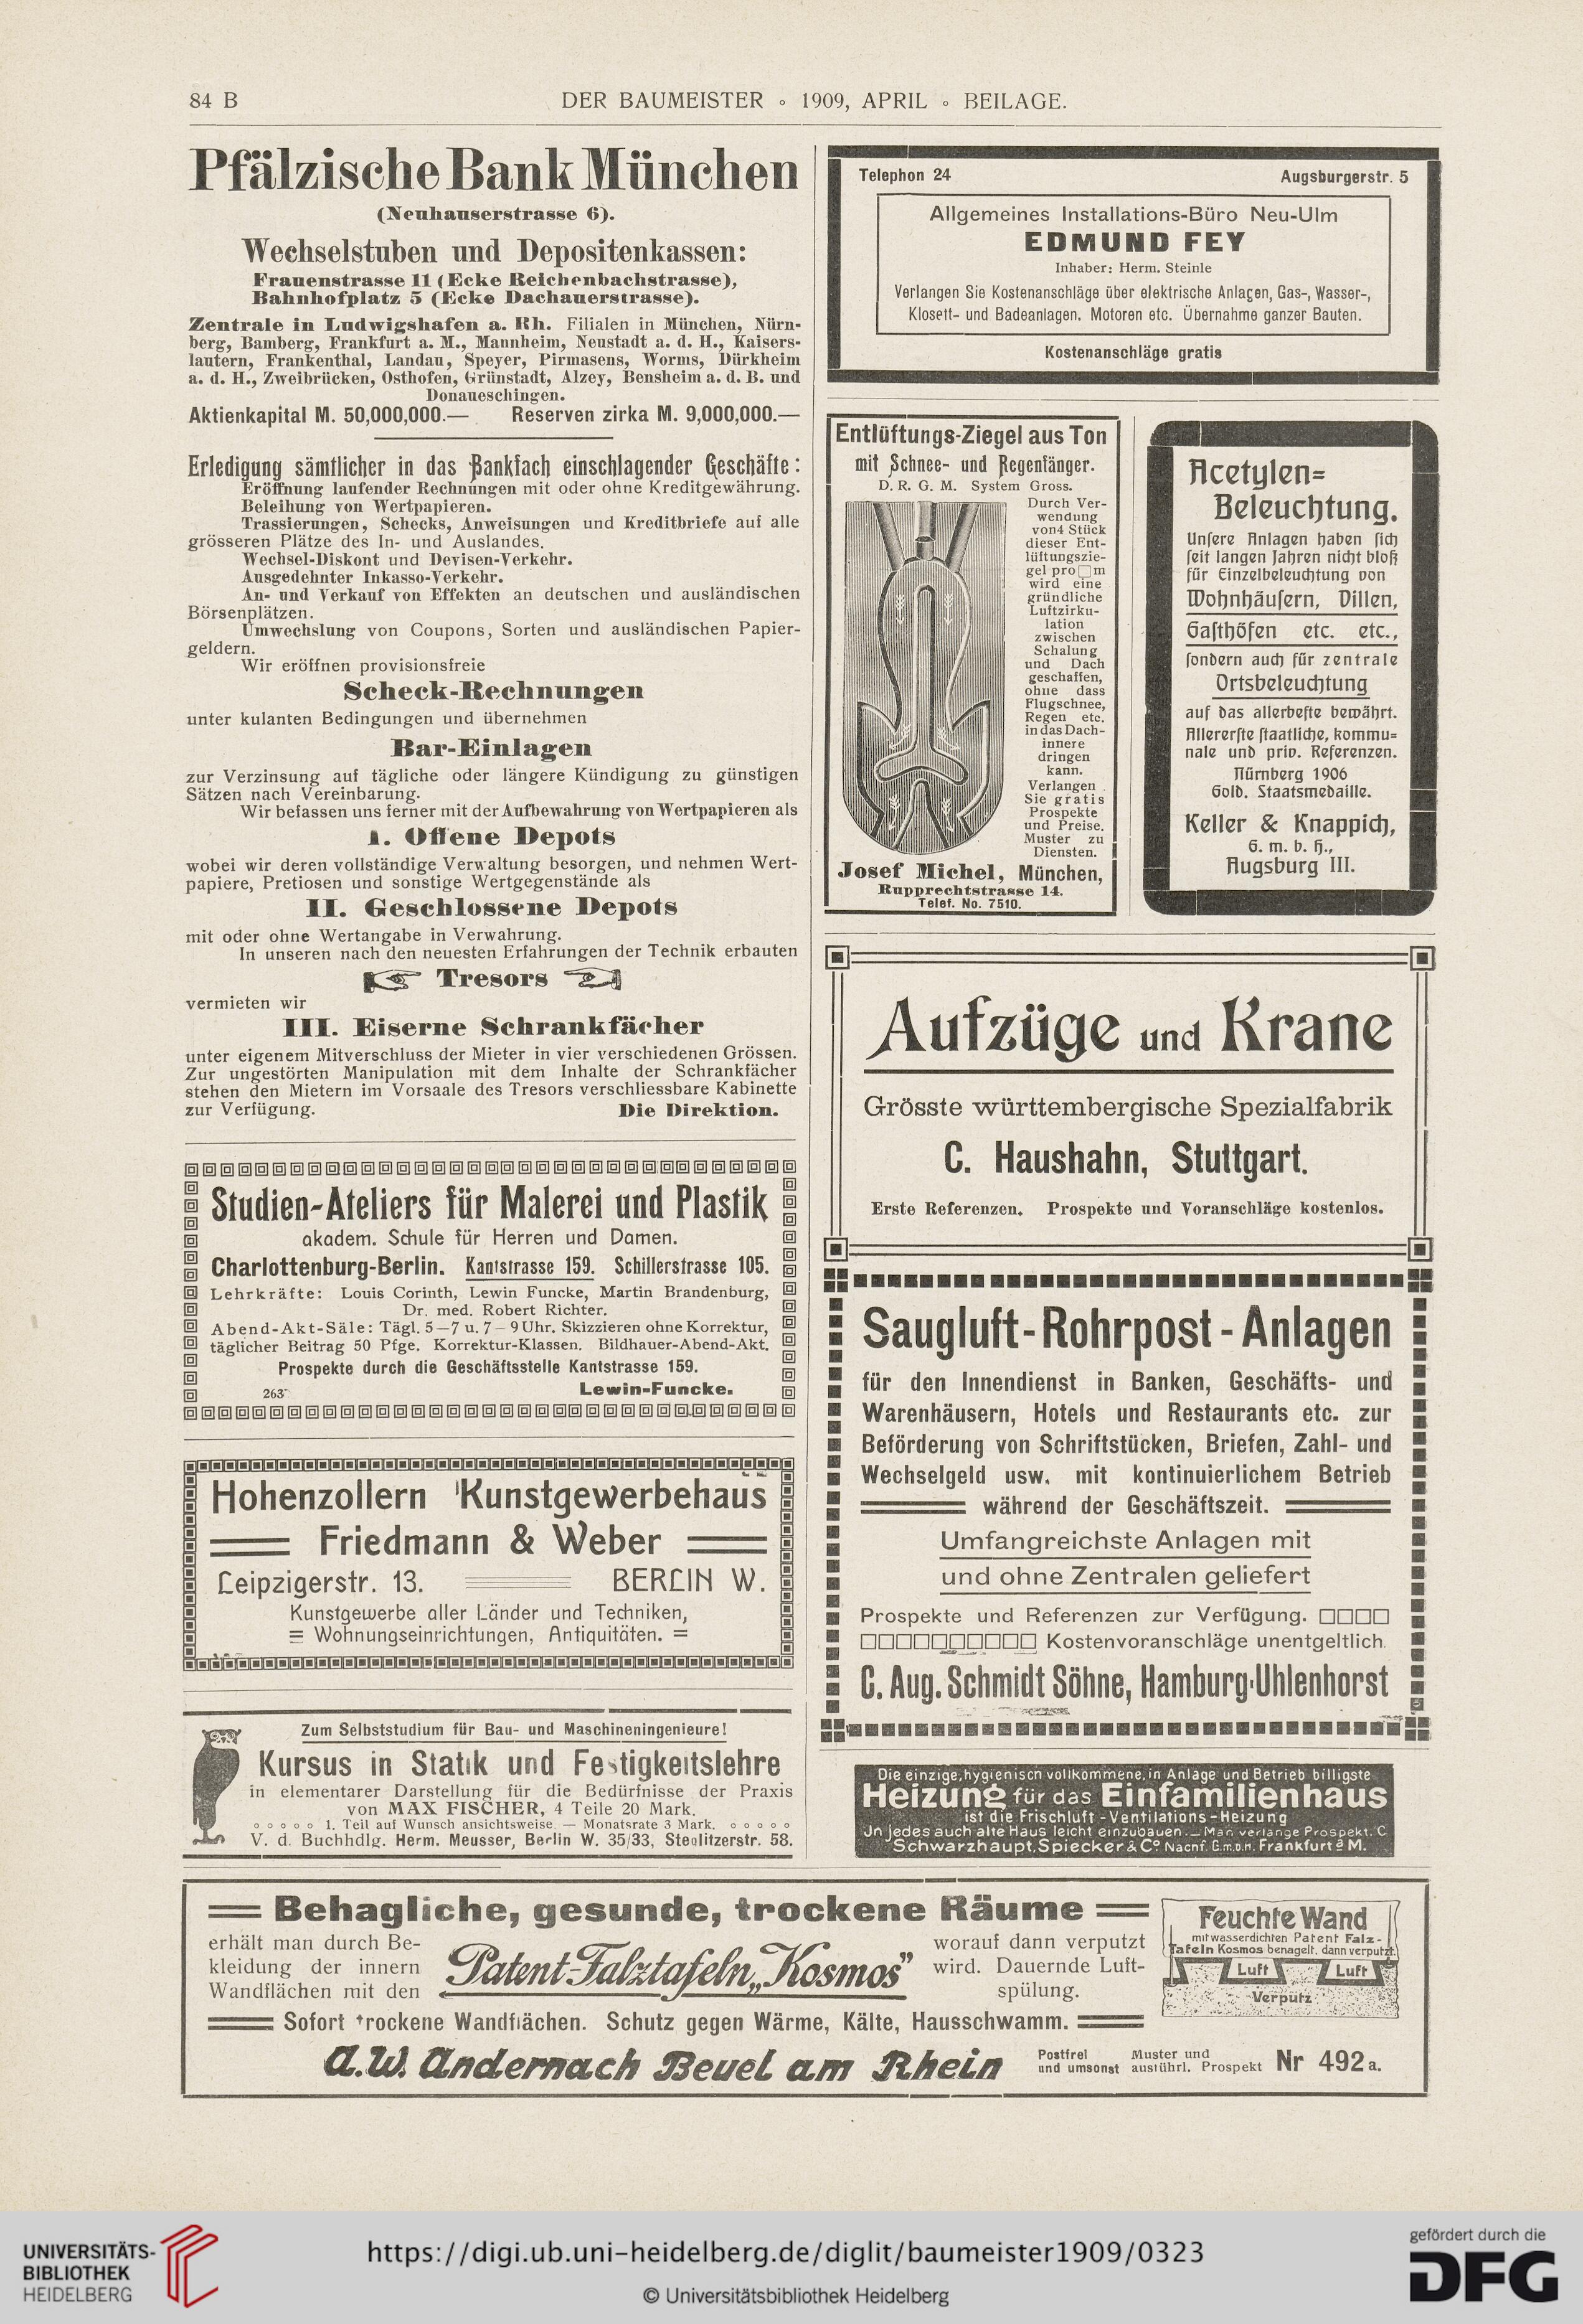 84 B
DER BAUMEISTER ◦ 1909, APRIL ◦ BEILAGE.
Pfälzische Bank München
(Neuhauserstrasse 6).
Wechselstuben und Depositenkassen:
Frauenstrasse 11 (Ecke Reichenbachstrasse),
Bahnhofplatz 5 (Ecke Dachauerstrasse).
Zentrale in Ludwigshafen a. Rh. Filialen in München, Nürn-
berg, Bamberg, Frankfurt a. M., Mannheim, Neustadt a. d. H., Kaisers-
lautern, Frankenthal, Landau, Speyer, Pirmasens, Worms, Dürkheim
a. d. H., Zweibrücken, Osthofen, Grünstadt, Alzey, Bensheim a. d. B. und
Donaueschingen.
Aktienkapital M. 50,000,000.— Reserven zirka M. 9,000,000.—
Erledigung sämtlicher in das Bankfach einschlagender Geschäfte:
Eröffnung laufender Rechnungen mit oder ohne Kreditgewährung.
Beleihung von Wertpapieren.
Trassierungen, Schecks, Anweisungen und Kreditbriefe auf alle
grösseren Plätze des In- und Auslandes.
Wechsel-Diskont und Devisen-Verkehr.
Ausgedehnter Inkasso-Verkehr.
An- und Verkauf von Effekten an deutschen und ausländischen
Börsenplätzen.
Umwechslung von Coupons, Sorten und ausländischen Papier-
geldern.
Wir eröffnen provisionsfreie
Scheck-Rechnungen
unter kulanten Bedingungen und übernehmen
Bar-Einlagen
zur Verzinsung auf tägliche oder längere Kündigung zu günstigen
Sätzen nach Vereinbarung.
Wir befassen uns ferner mit der Aufbewahrung von Wertpapieren als
I. Offene Depots
wobei wir deren vollständige Verwaltung besorgen, und nehmen Wert-
papiere, Pretiosen und sonstige Wertgegenstände als
II. Geschlossene Depots
mit oder ohne Wertangabe in Verwahrung.
In unseren nach den neuesten Erfahrungen der Technik erbauten
Tresors
vermieten wir
III. Eiserne Schrankfächer
unter eigenem Mitverschluss der Mieter in vier verschiedenen Grössen.
Zur ungestörten Manipulation mit dem Inhalte der Schrankfächer
stehen den Mietern im Vorsaale des Tresors verschliessbare Kabinette
zur Verfügung. Die Direktion.
Studien-Ateliers für Malerei und Plastik
akadem. Schule für Herren und Damen.
Charlottenburg-Berlin. Kantstrasse 159. Schillerstrasse 105.
Lehrkräfte: Louis Corinth, Lewin Funcke, Martin Brandenburg,
Dr. med. Robert Richter.
Abend-Akt-Säle: Tägl. 5—7 u. 7—9 Uhr. Skizzieren ohne Korrektur,
täglicher Beitrag 50 Pfge. Korrektur-Klassen. Bildhauer-Abend-Akt.
Prospekte durch die Geschäftsstelle Kantstrasse 159.
263 Lewin-Funcke.
Hohenzollern Kunstgewerbehaus
Friedmann & Weber
Leipzigerstr. 13. BERLIN W.
Kunstgewerbe aller Länder und Techniken,
= Wohnungseinrichtungen, Antiquitäten. =
Zum Selbststudium für Bau- und Maschineningenieure!
Kursus in Statik und Festigkeitslehre
in elementarer Darstellung für die Bedürfnisse der Praxis
von MAX FISCHER, 4 Teile 20 Mark.
◦ ◦ ◦ ◦ ◦ 1. Teil auf Wunsch ansichtsweise. — Monatsrate 3 Mark. ◦ ◦ ◦ ◦ ◦
V. d. Buchhdlg. Herm. Meusser, Berlin W. 35/33, Steglitzerstr. 58.
Telephon 24 Augsburgerstr. 5
Allgemeines Installations-Büro Neu-Ulm
EDMUND FEY
Inhaber: Herm. Steinle
Verlangen Sie Kostenanschläge über elektrische Anlagen, Gas-, Wasser-,
Klosett- und Badeanlagen, Motoren etc. Übernahme ganzer Bauten.
Kostenanschläge gratis
Entlüftungs-Ziegel aus Ton
mit Schnee- und Regenfänger.
D. R. G. M. System Gross.
Durch Ver-
wendung
von 4 Stück
dieser Ent-
lüftungszie-
gel pro □m
wird eine
gründliche
Luftzirku-
lation
zwischen
Schalung
und Dach
geschaffen,
ohne dass
Flugschnee,
Regen etc.
in das Dach-
innere
dringen
kann.
Verlangen
Sie gratis
Prospekte
und Preise.
Muster zu
Diensten.
Josef Michel, München,
Rupprechtstrasse 14.
Telef. No. 7510.
Acetylen=
Beleuchtung.
Unsere Anlagen haben sich
seit langen Jahren nicht bloß
für Einzelbeleuchtung von
Wohnhäusern, Villen,
Gasthöfen etc. etc.,
sondern auch für zentrale
Ortsbeleuchtung
auf das allerbeste bewährt.
Allererste staatliche, kommu=
nale und priv. Referenzen.
Nürnberg 1906
Gold. Staatsmedaille.
Keller & Knappich,
G. m. b. H.,
Augsburg III.
Aufzüge und Krane
Grösste württembergische Spezialfabrik
C. Haushahn, Stuttgart.
Erste Referenzen. Prospekte und Voranschläge kostenlos.
Saugluft-Rohrpost-Anlagen
für den Innendienst in Banken, Geschäfts- und
Warenhäusern, Hotels und Restaurants etc. zur
Beförderung von Schriftstücken, Briefen, Zahl- und
Wechselgeld usw. mit kontinuierlichem Betrieb
während der Geschäftszeit.
Umfangreichste Anlagen mit
und ohne Zentralen geliefert
Prospekte und Referenzen zur Verfügung. □□□□
□□□□□□□□□□ Kostenvoranschläge unentgeltlich.
C. Aug. Schmidt Söhne, Hamburg-Uhlenhorst
Die einzige, hygienisch vollkommene, in Anlage und Betrieb billigste
Heizung für das Einfamilienhaus
ist die Frischluft-Ventilations-Heizung
Jn jedes auch alte Haus leicht einzubauen. — Man verlange Prospekt. C
Schwarzhaupt, Spiecker & Co Nachf. G.m.b.H. Frankfurt a M.
Behagliche, gesunde, trockene Räume
erhält man durch Be-
kleidung der innern
Wandflächen mit den
Patent-Falztafeln „Kosmos"
worauf dann verputzt
wird. Dauernde Luft-
spülung.
Sofort trockene Wandflächen. Schutz gegen Wärme, Kälte, Hausschwamm.
A.W. Andernach Beuel am Rhein
Postfrei
und umsonst
Muster und
ausführl. Prospekt
Nr 492 a.
Feuchte Wand
mit wasserdichten Patent Falz-
tafeln Kosmos benagelt, dann verputzt.
Luft Luft
Verputz
UNIVERSITÄTS-
BIBLIOTHEK
HEIDELBERG
https://digi.ub.uni-heidelberg.de/diglit/baumeister1909/0323
© Universitätsbibliothek Heidelberg
gefördert durch die
DFG